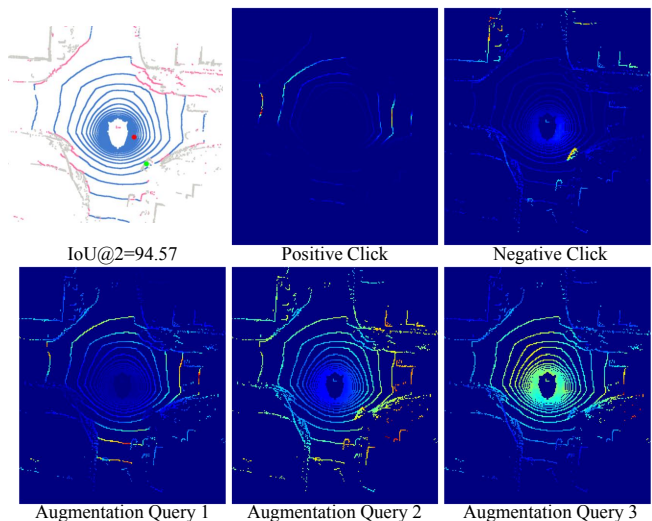 IoU@2=94.57
Positive Click
Negative Click
Augmentation Query 1
Augmentation Query 2
Augmentation Query 3